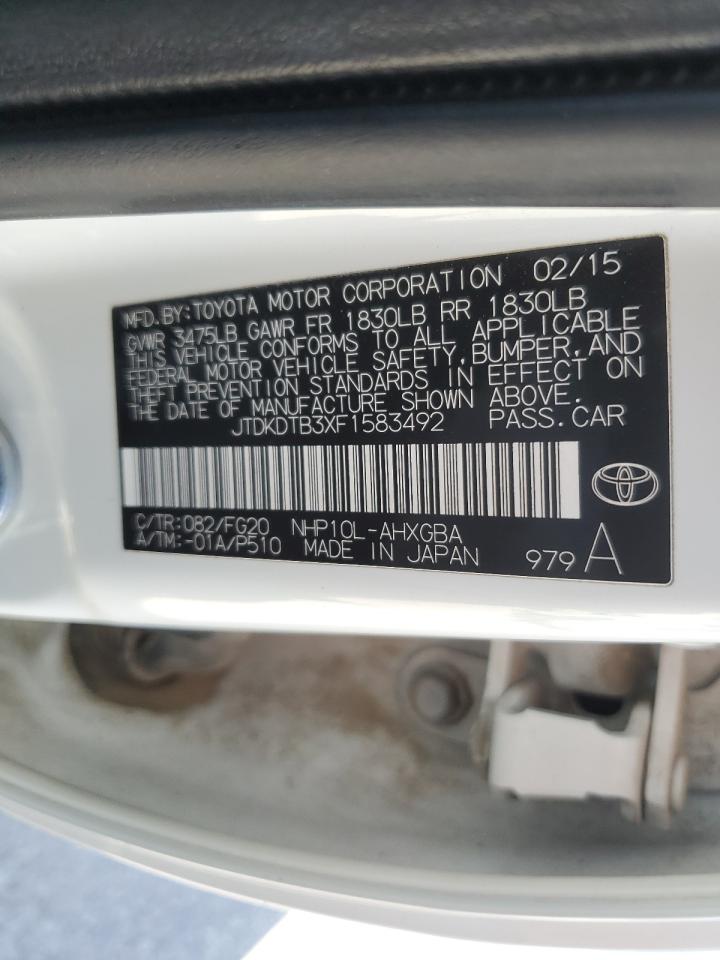 MFD.BY:TOYOTA MOTOR CORPORATION 02/15
GVWR 3475LB GAWR FR 1830LB RR 1830LB
THIS VEHICLE CONFORMS TO ALL APPLICABLE
FEDERAL MOTOR VEHICLE SAFETY,BUMPER,AND
THEFT PREVENTION STANDARDS IN EFFECT ON
THE DATE OF MANUFACTURE SHOWN ABOVE.
JTDKDTB3XF1583492 PASS.CAR
C/TR:082/FG20 NHP10L-AHXGBA
A/TM:-01A/P510 MADE IN JAPAN 979 A